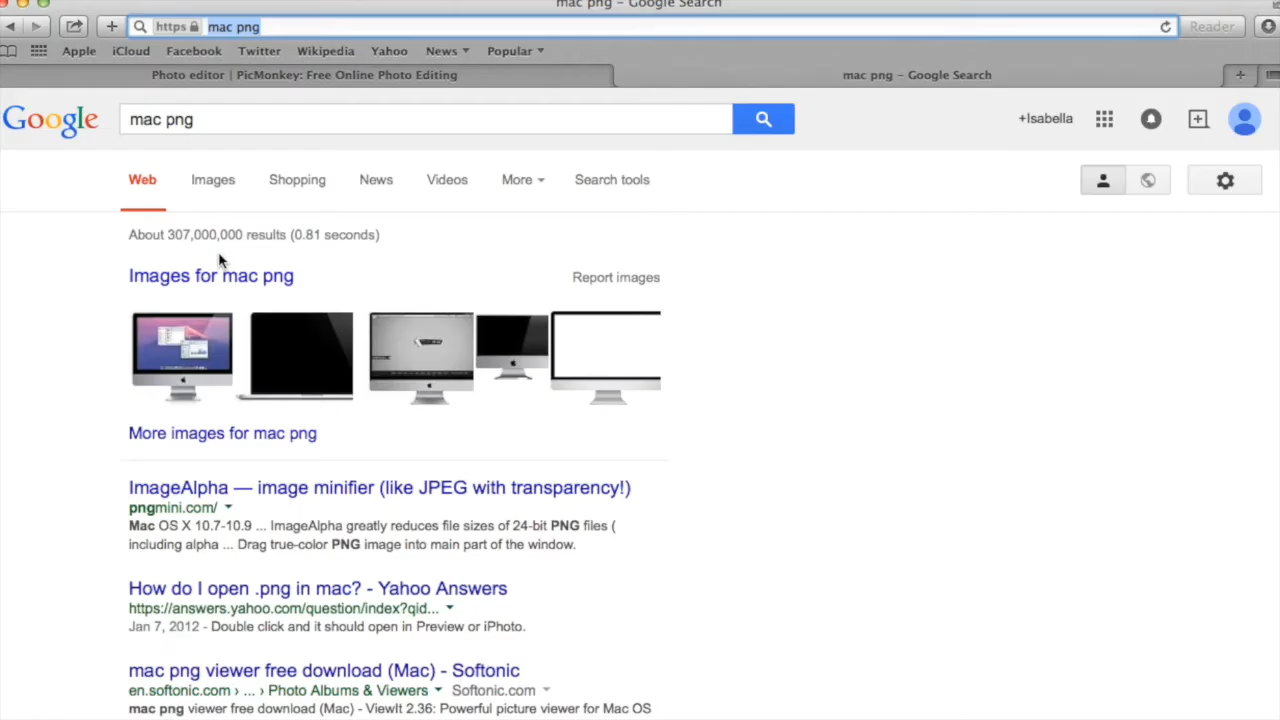 mac png – Google Search
https mac png Reader
Apple iCloud Facebook Twitter Wikipedia Yahoo News Popular
Photo editor | PicMonkey: Free Online Photo Editing mac png – Google Search
Google mac png +Isabella
Web Images Shopping News Videos More Search tools
About 307,000,000 results (0.81 seconds)
Images for mac png Report images
More images for mac png
ImageAlpha — image minifier (like JPEG with transparency!)
pngmini.com/
Mac OS X 10.7-10.9 ... ImageAlpha greatly reduces file sizes of 24-bit PNG files (
including alpha ... Drag true-color PNG image into main part of the window.
How do I open .png in mac? - Yahoo Answers
https://answers.yahoo.com/question/index?qid...
Jan 7, 2012 - Double click and it should open in Preview or iPhoto.
mac png viewer free download (Mac) - Softonic
en.softonic.com › ... › Photo Albums & Viewers Softonic.com
mac png viewer free download (Mac) - ViewIt 2.36: Powerful picture viewer for Mac OS